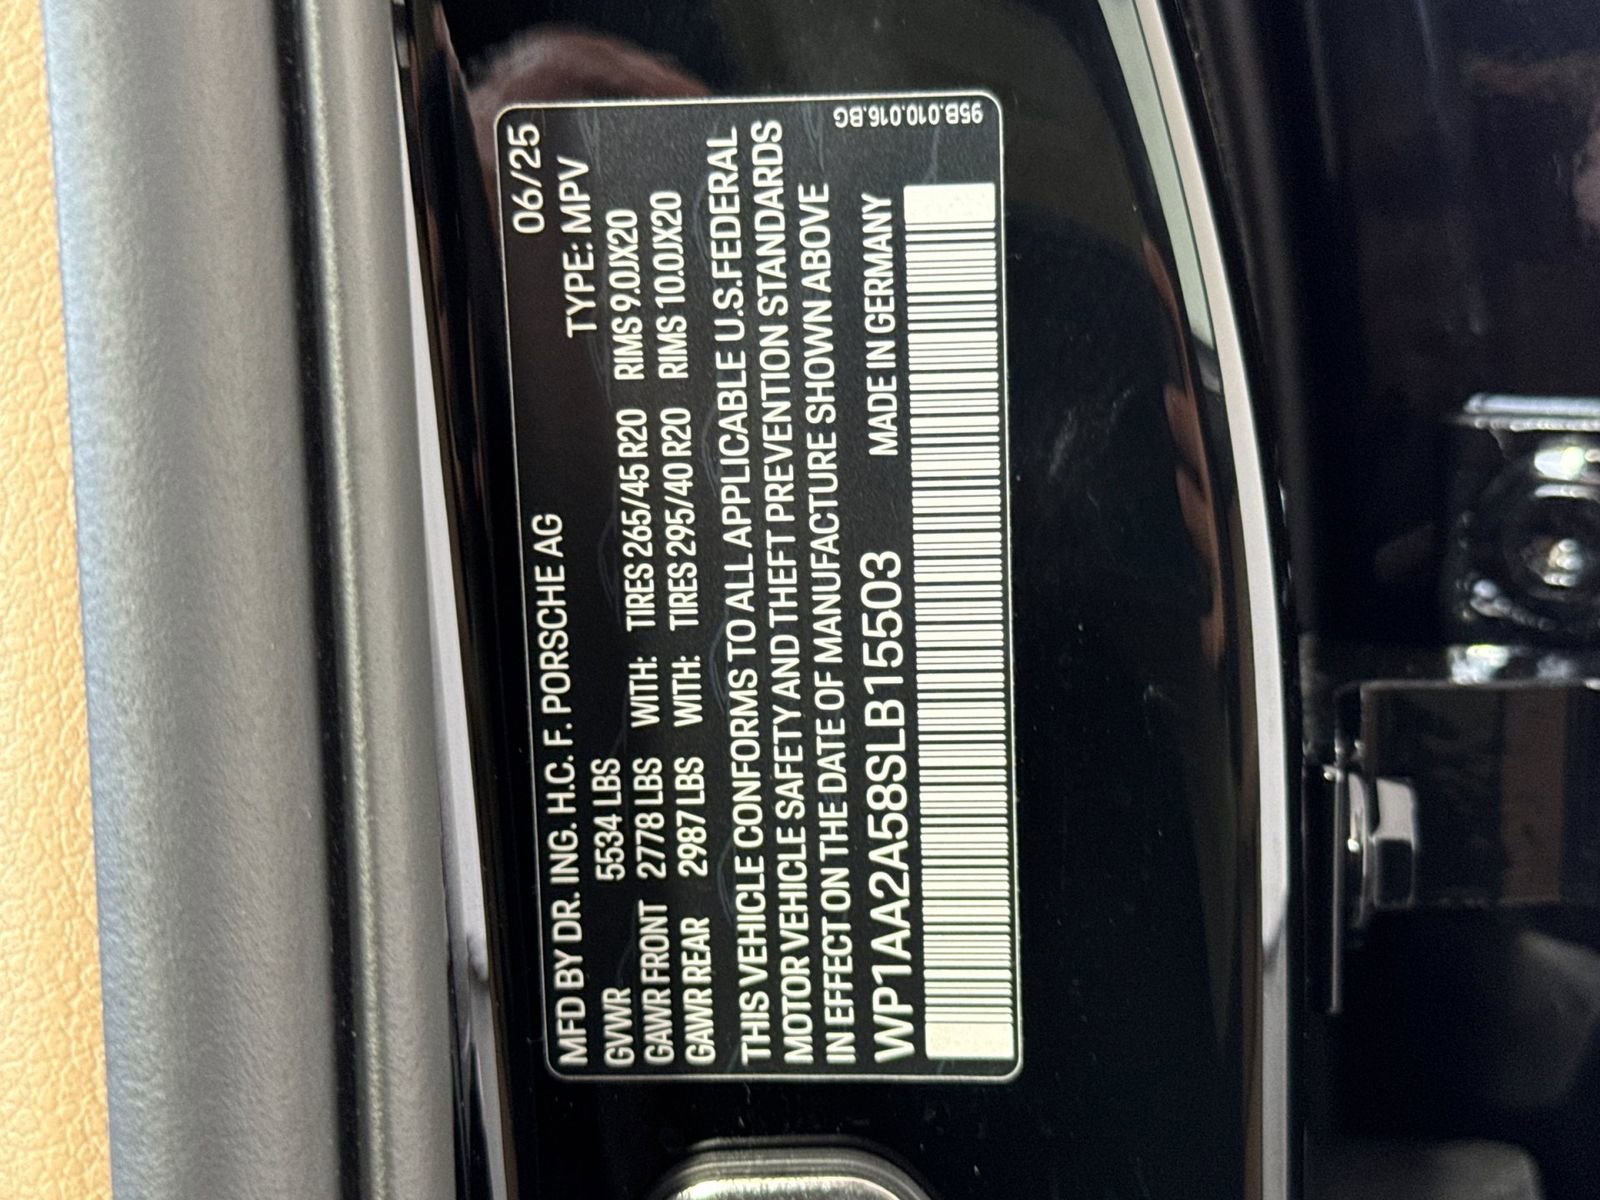 MFD BY DR. ING. H.C. F. PORSCHE AG 06/25
TYPE: MPV
GVWR 5534 LBS WITH: TIRES 265/45 R20 RIMS 9.0JX20
GAWR FRONT 2778 LBS WITH: TIRES 295/40 R20 RIMS 10.0JX20
GAWR REAR 2987 LBS
THIS VEHICLE CONFORMS TO ALL APPLICABLE U.S.FEDERAL
MOTOR VEHICLE SAFETY AND THEFT PREVENTION STANDARDS
IN EFFECT ON THE DATE OF MANUFACTURE SHOWN ABOVE
WP1AA2A58SLB15503 MADE IN GERMANY
95B.010.016.BG